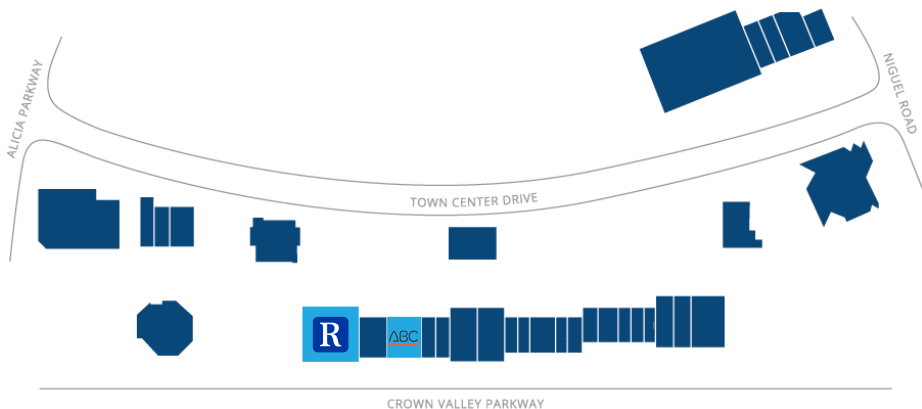 ALICIA PARKWAY
NIGUEL ROAD
TOWN CENTER DRIVE
R
ABC
CROWN VALLEY PARKWAY